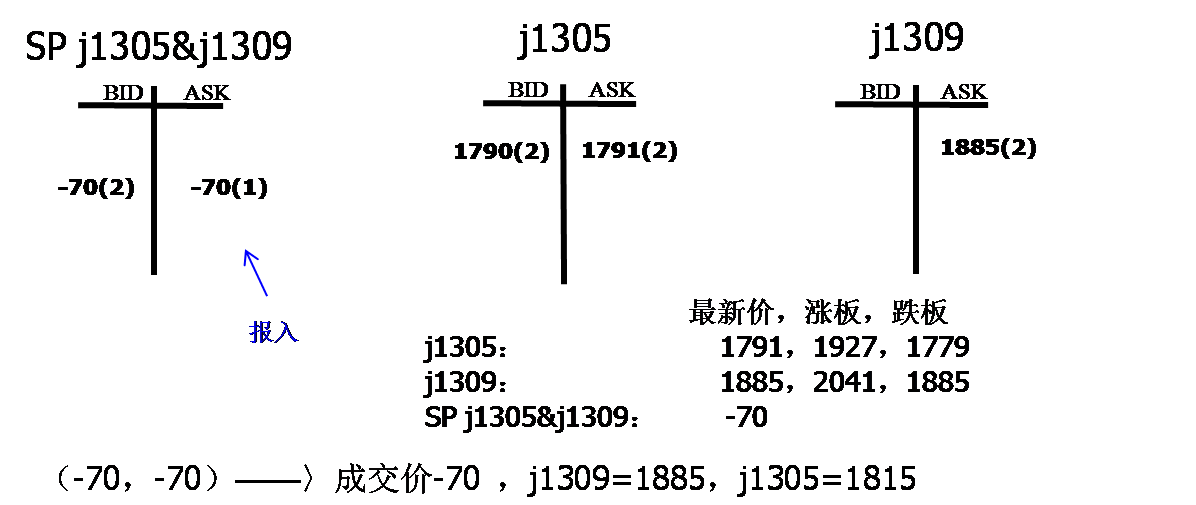 SP j1305&j1309
j1305
j1309
BID ASK
BID ASK
BID ASK
-70(2) -70(1)
1790(2) 1791(2)
1885(2)
报入
最新价，涨板，跌板
j1305： 1791，1927，1779
j1309： 1885，2041，1885
SP j1305&j1309： -70
（-70，-70）——〉成交价-70 ，j1309=1885，j1305=1815